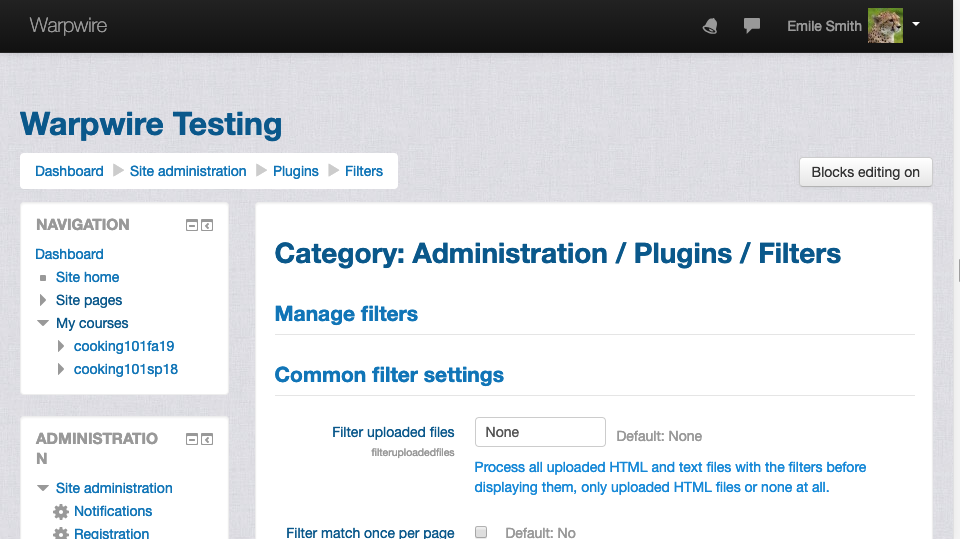 Warpwire
Emile Smith
Warpwire Testing
Dashboard Site administration Plugins Filters
Blocks editing on
NAVIGATION
Dashboard
Site home
Site pages
My courses
cooking101fa19
cooking101sp18
ADMINISTRATIO
N
Site administration
Notifications
Registration
Category: Administration / Plugins / Filters
Manage filters
Common filter settings
Filter uploaded files
filteruploadedfiles
None
Default: None
Process all uploaded HTML and text files with the filters before
displaying them, only uploaded HTML files or none at all.
Filter match once per page
Default: No